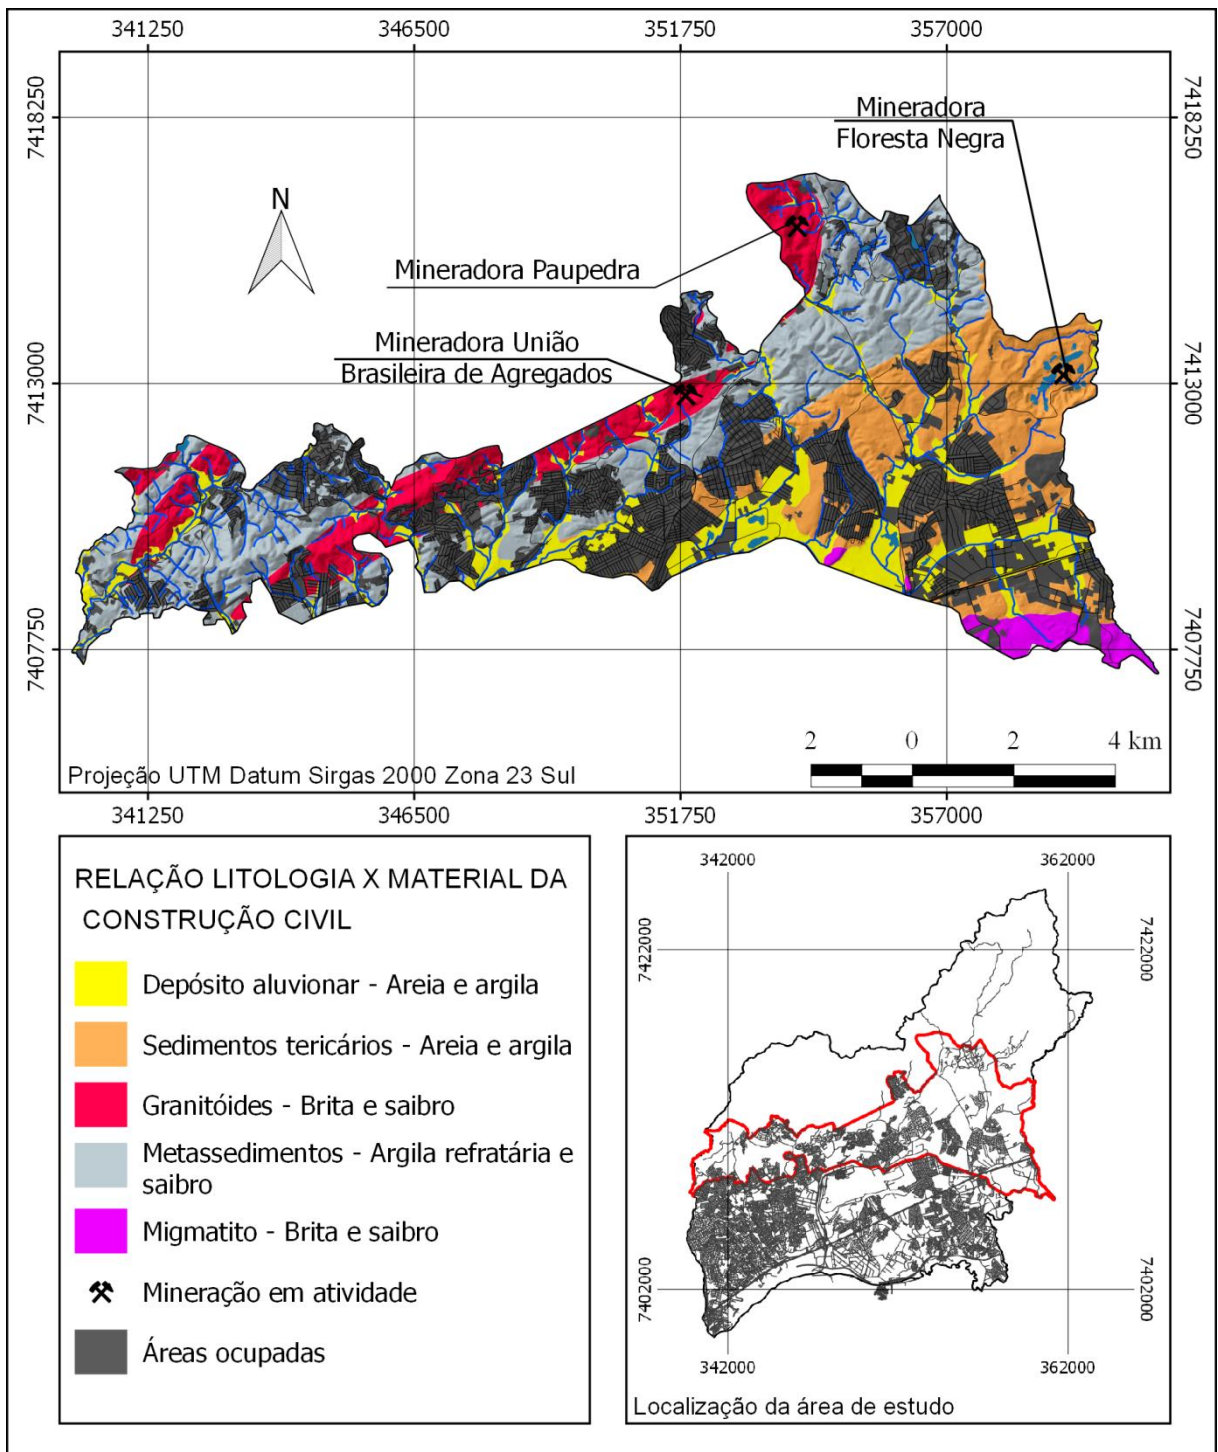 341250 346500 351750 357000
7418250
7418250
Mineradora
Floresta Negra
N
Mineradora Paupedra
Mineradora União
Brasileira de Agregados
7413000
7413000
7407750
7407750
2 0 2 4 km
Projeção UTM Datum Sirgas 2000 Zona 23 Sul
341250 346500 351750 357000
RELAÇÃO LITOLOGIA X MATERIAL DA
CONSTRUÇÃO CIVIL
Depósito aluvionar - Areia e argila
Sedimentos tericários - Areia e argila
Granitóides - Brita e saibro
Metassedimentos - Argila refratária e
saibro
Migmatito - Brita e saibro
Mineração em atividade
Áreas ocupadas
342000 362000
7422000
7422000
7402000
7402000
342000 362000
Localização da área de estudo